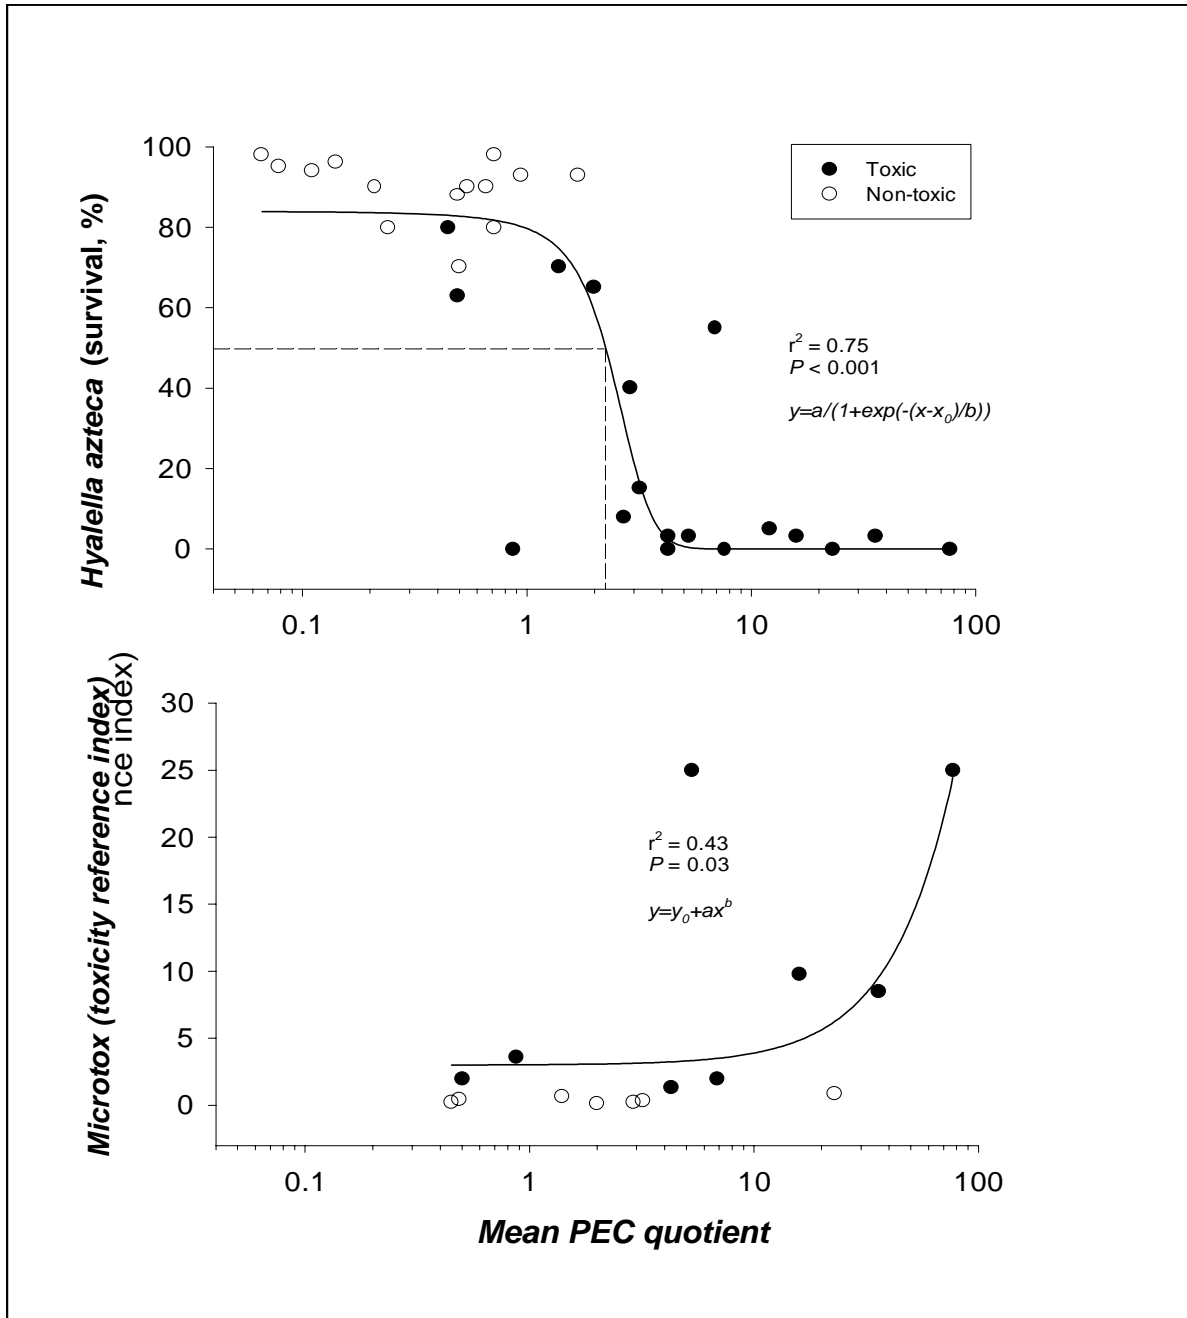 Hyalella azteca (survival, %)
100
80
60
40
20
0
Toxic
Non-toxic
r² = 0.75
P < 0.001
y=a/(1+exp(-(x-x₀)/b))
0.1 1 10 100
Microtox (toxicity reference index)
nce index)
30
25
20
15
10
5
0
r² = 0.43
P = 0.03
y=y₀+axᵇ
0.1 1 10 100
Mean PEC quotient